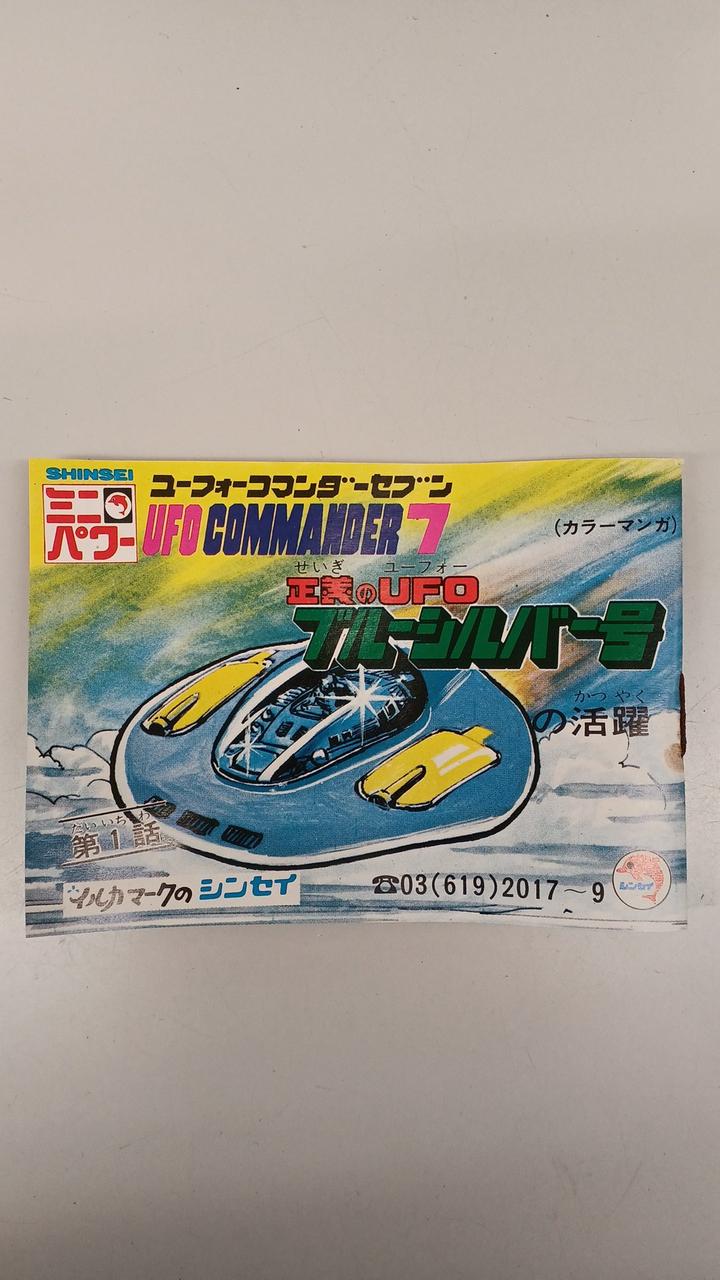 SHINSEI
ミニパワー
ユーフォーコマンダーセブン
UFO COMMANDER 7
(カラーマンガ)
せいぎ ユーフォー
正義のUFO
ブルーシルバー号
かつやく
の活躍
だいいちわ
第1話
イルカマークのシンセイ
☎03(619)2017〜9
シンセイ